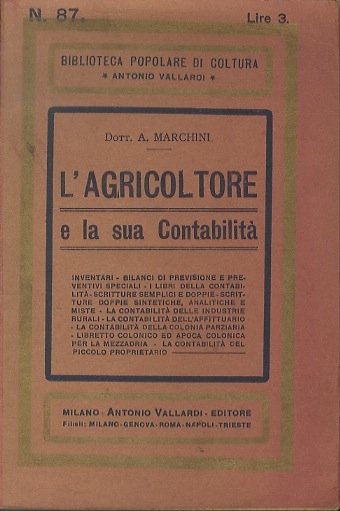 N. 87.
Lire 3.
BIBLIOTECA POPOLARE DI COLTURA
* ANTONIO VALLARDI *
DOTT. A. MARCHINI.
L'AGRICOLTORE
e la sua Contabilità
INVENTARI - BILANCI DI PREVISIONE E PRE-
VENTIVI SPECIALI - I LIBRI DELLA CONTABI-
LITÀ - SCRITTURE SEMPLICI E DOPPIE - SCRIT-
TURE DOPPIE SINTETICHE, ANALITICHE E
MISTE - LA CONTABILITÀ DELLE INDUSTRIE
RURALI - LA CONTABILITÀ DELL'AFFITTUARIO
- LA CONTABILITÀ DELLA COLONIA PARZIARIA
- LIBRETTO COLONICO ED APOCA COLONICA
PER LA MEZZADRIA - LA CONTABILITÀ DEL
PICCOLO PROPRIETARIO
MILANO - ANTONIO VALLARDI - EDITORE
Filiali: MILANO-GENOVA-ROMA-NAPOLI-TRIESTE